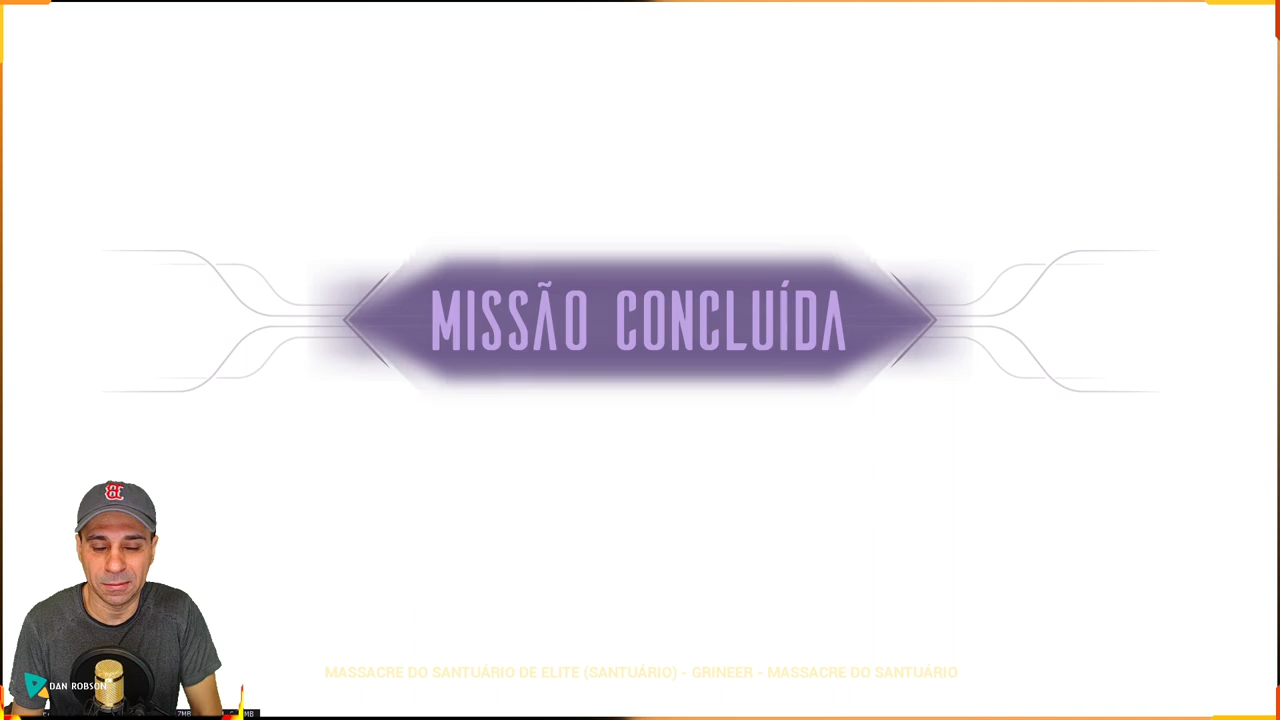 MISSÃO CONCLUÍDA
MASSACRE DO SANTUÁRIO DE ELITE (SANTUÁRIO) - GRINEER - MASSACRE DO SANTUÁRIO
DAN ROBSON